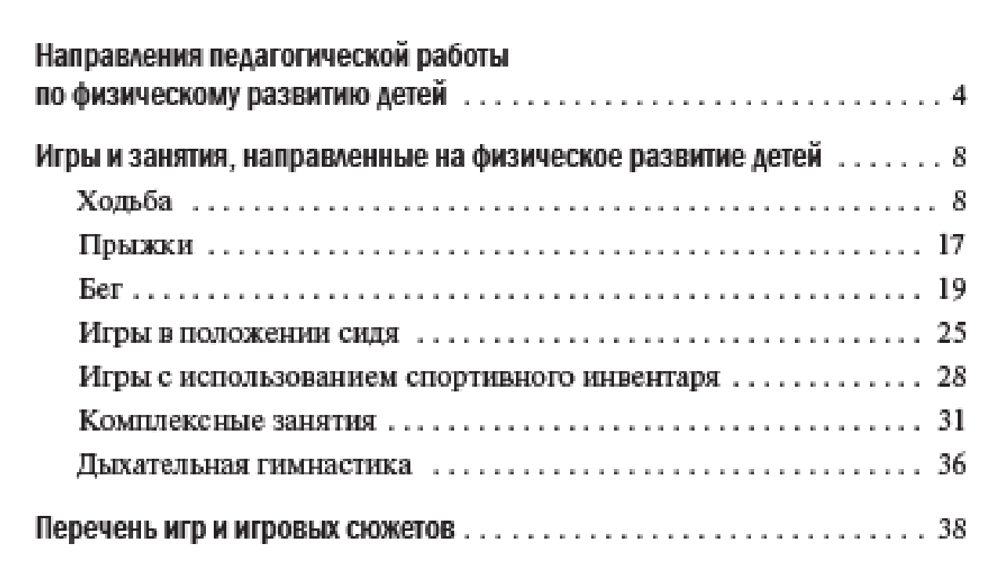 Направления педагогической работы
по физическому развитию детей . . . . . . . . . . . . . . . . . . . . . . . . . . . . . . . 4
Игры и занятия, направленные на физическое развитие детей . . . . . . . 8
Ходьба . . . . . . . . . . . . . . . . . . . . . . . . . . . . . . . . . . . . . . . . . . . . . . . . 8
Прыжки . . . . . . . . . . . . . . . . . . . . . . . . . . . . . . . . . . . . . . . . . . . . . . 17
Бег . . . . . . . . . . . . . . . . . . . . . . . . . . . . . . . . . . . . . . . . . . . . . . . . . . . 19
Игры в положении сидя . . . . . . . . . . . . . . . . . . . . . . . . . . . . . . . . . 25
Игры с использованием спортивного инвентаря . . . . . . . . . . . . . 28
Комплексные занятия . . . . . . . . . . . . . . . . . . . . . . . . . . . . . . . . . . . 31
Дыхательная гимнастика . . . . . . . . . . . . . . . . . . . . . . . . . . . . . . . . 36
Перечень игр и игровых сюжетов . . . . . . . . . . . . . . . . . . . . . . . . . . . . . . 38